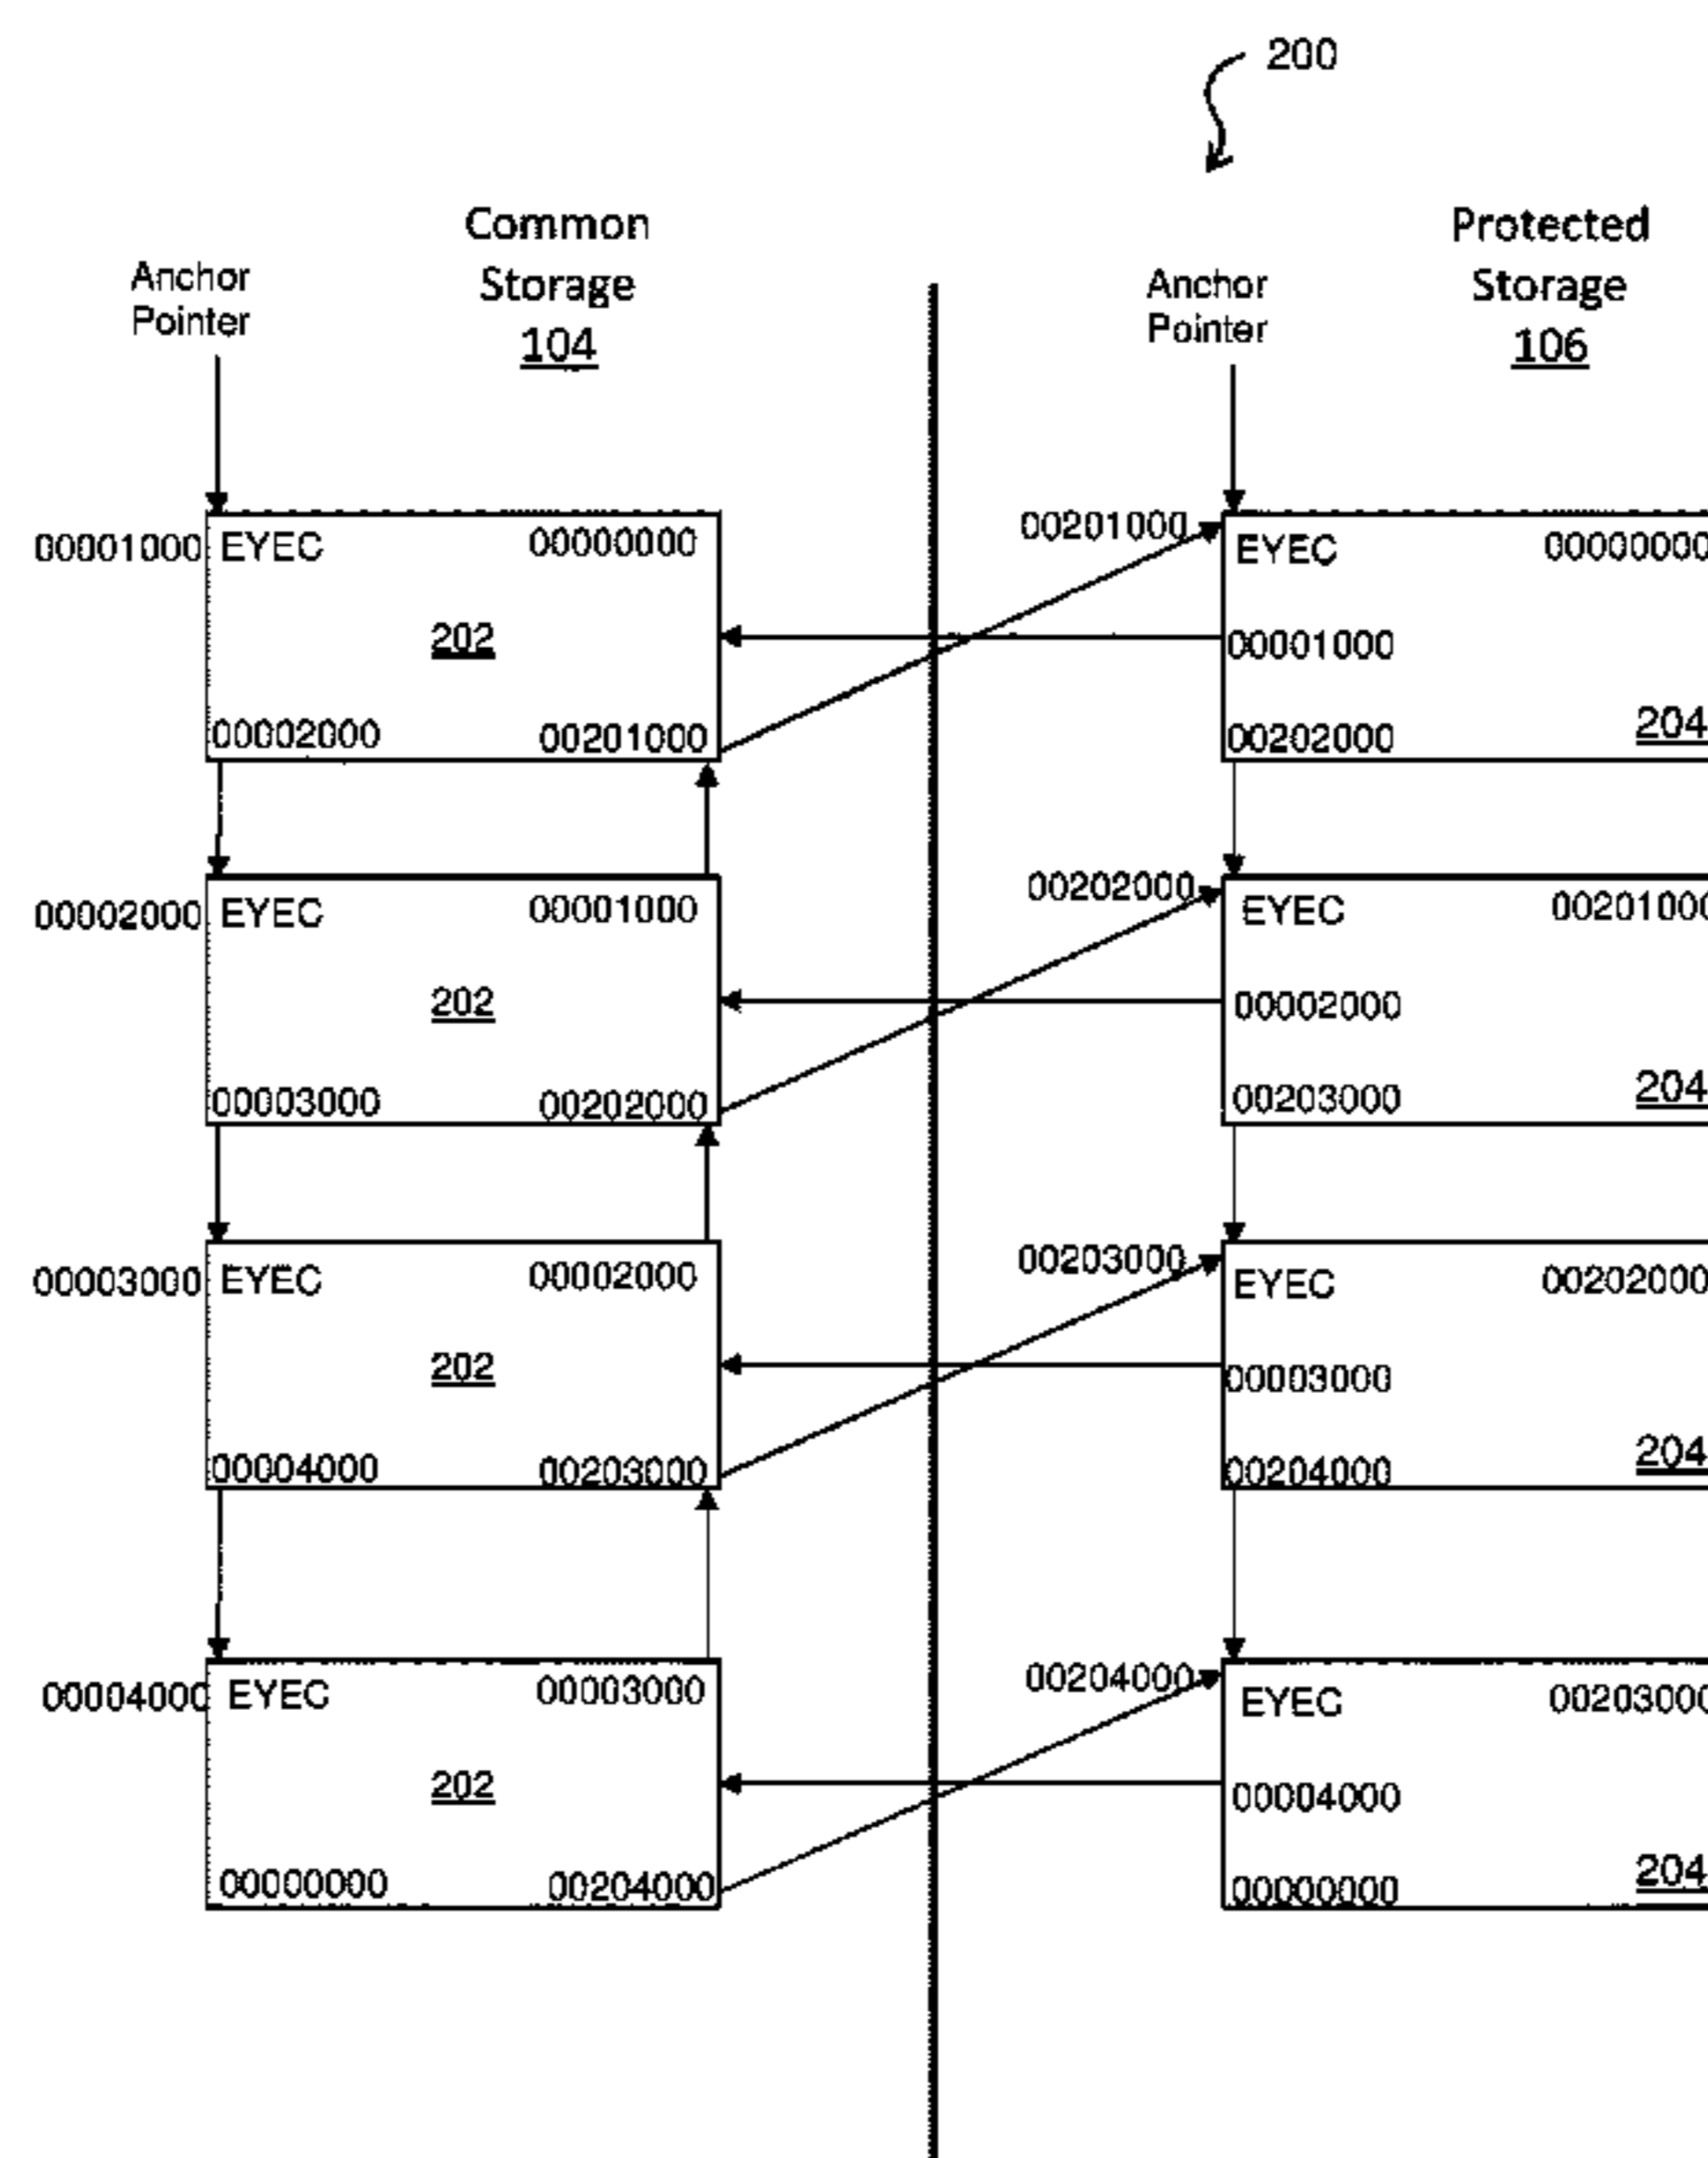 200
Common
Storage
104
Protected
Storage
106
Anchor
Pointer
Anchor
Pointer
00001000
EYEC 00000000
202
00002000 00201000
00201000
EYEC 00000000
00001000
00202000 204
00002000
EYEC 00001000
202
00003000 00202000
00202000
EYEC 00201000
00002000
00203000 204
00003000
EYEC 00002000
202
00004000 00203000
00203000
EYEC 00202000
00003000
00204000 204
00004000
EYEC 00003000
202
00000000 00204000
00204000
EYEC 00203000
00004000
00000000 204